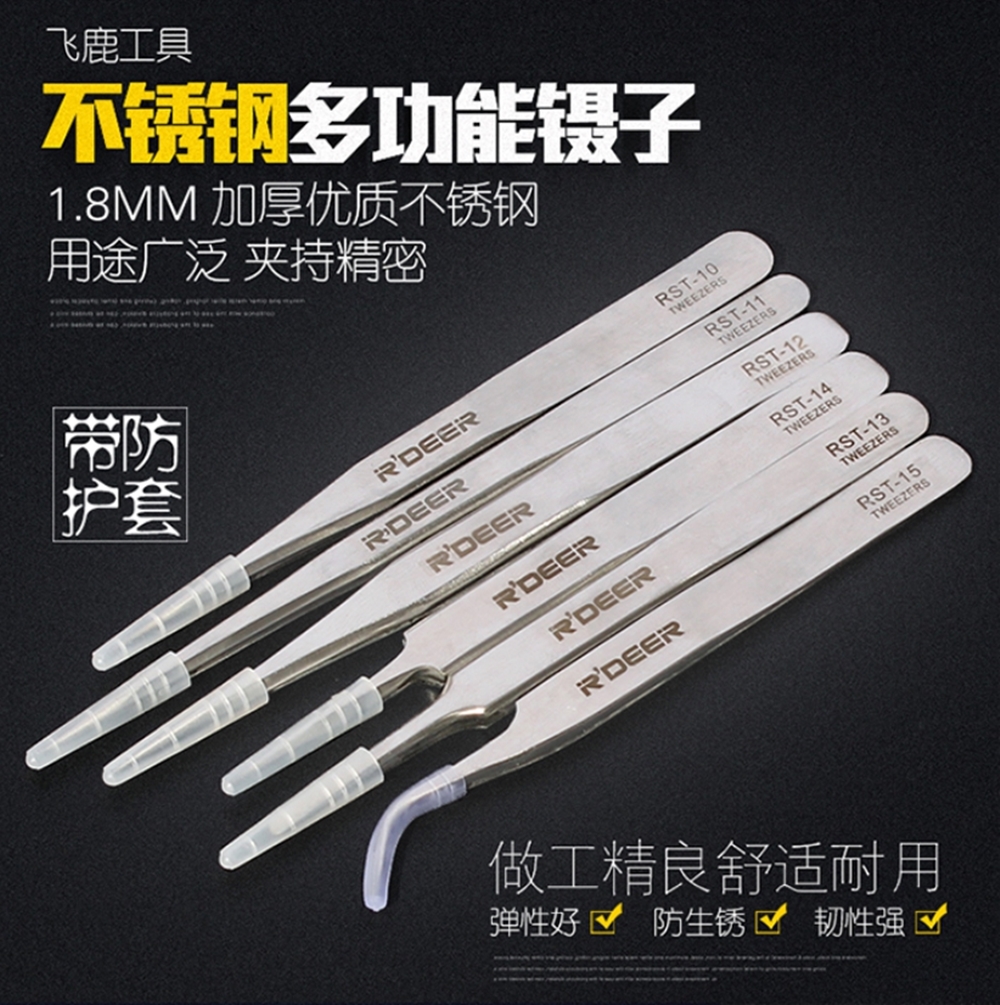 飞鹿工具
不锈钢多功能镊子
1.8MM 加厚优质不锈钢
用途广泛 夹持精密
带防
护套
RST-10
TWEEZERS
RST-11
TWEEZERS
RST-12
TWEEZERS
RST-14
TWEEZERS
RST-13
TWEEZERS
RST-15
TWEEZERS
R'DEER
R'DEER
R'DEER
R'DEER
R'DEER
R'DEER
做工精良舒适耐用
弹性好 防生锈 韧性强